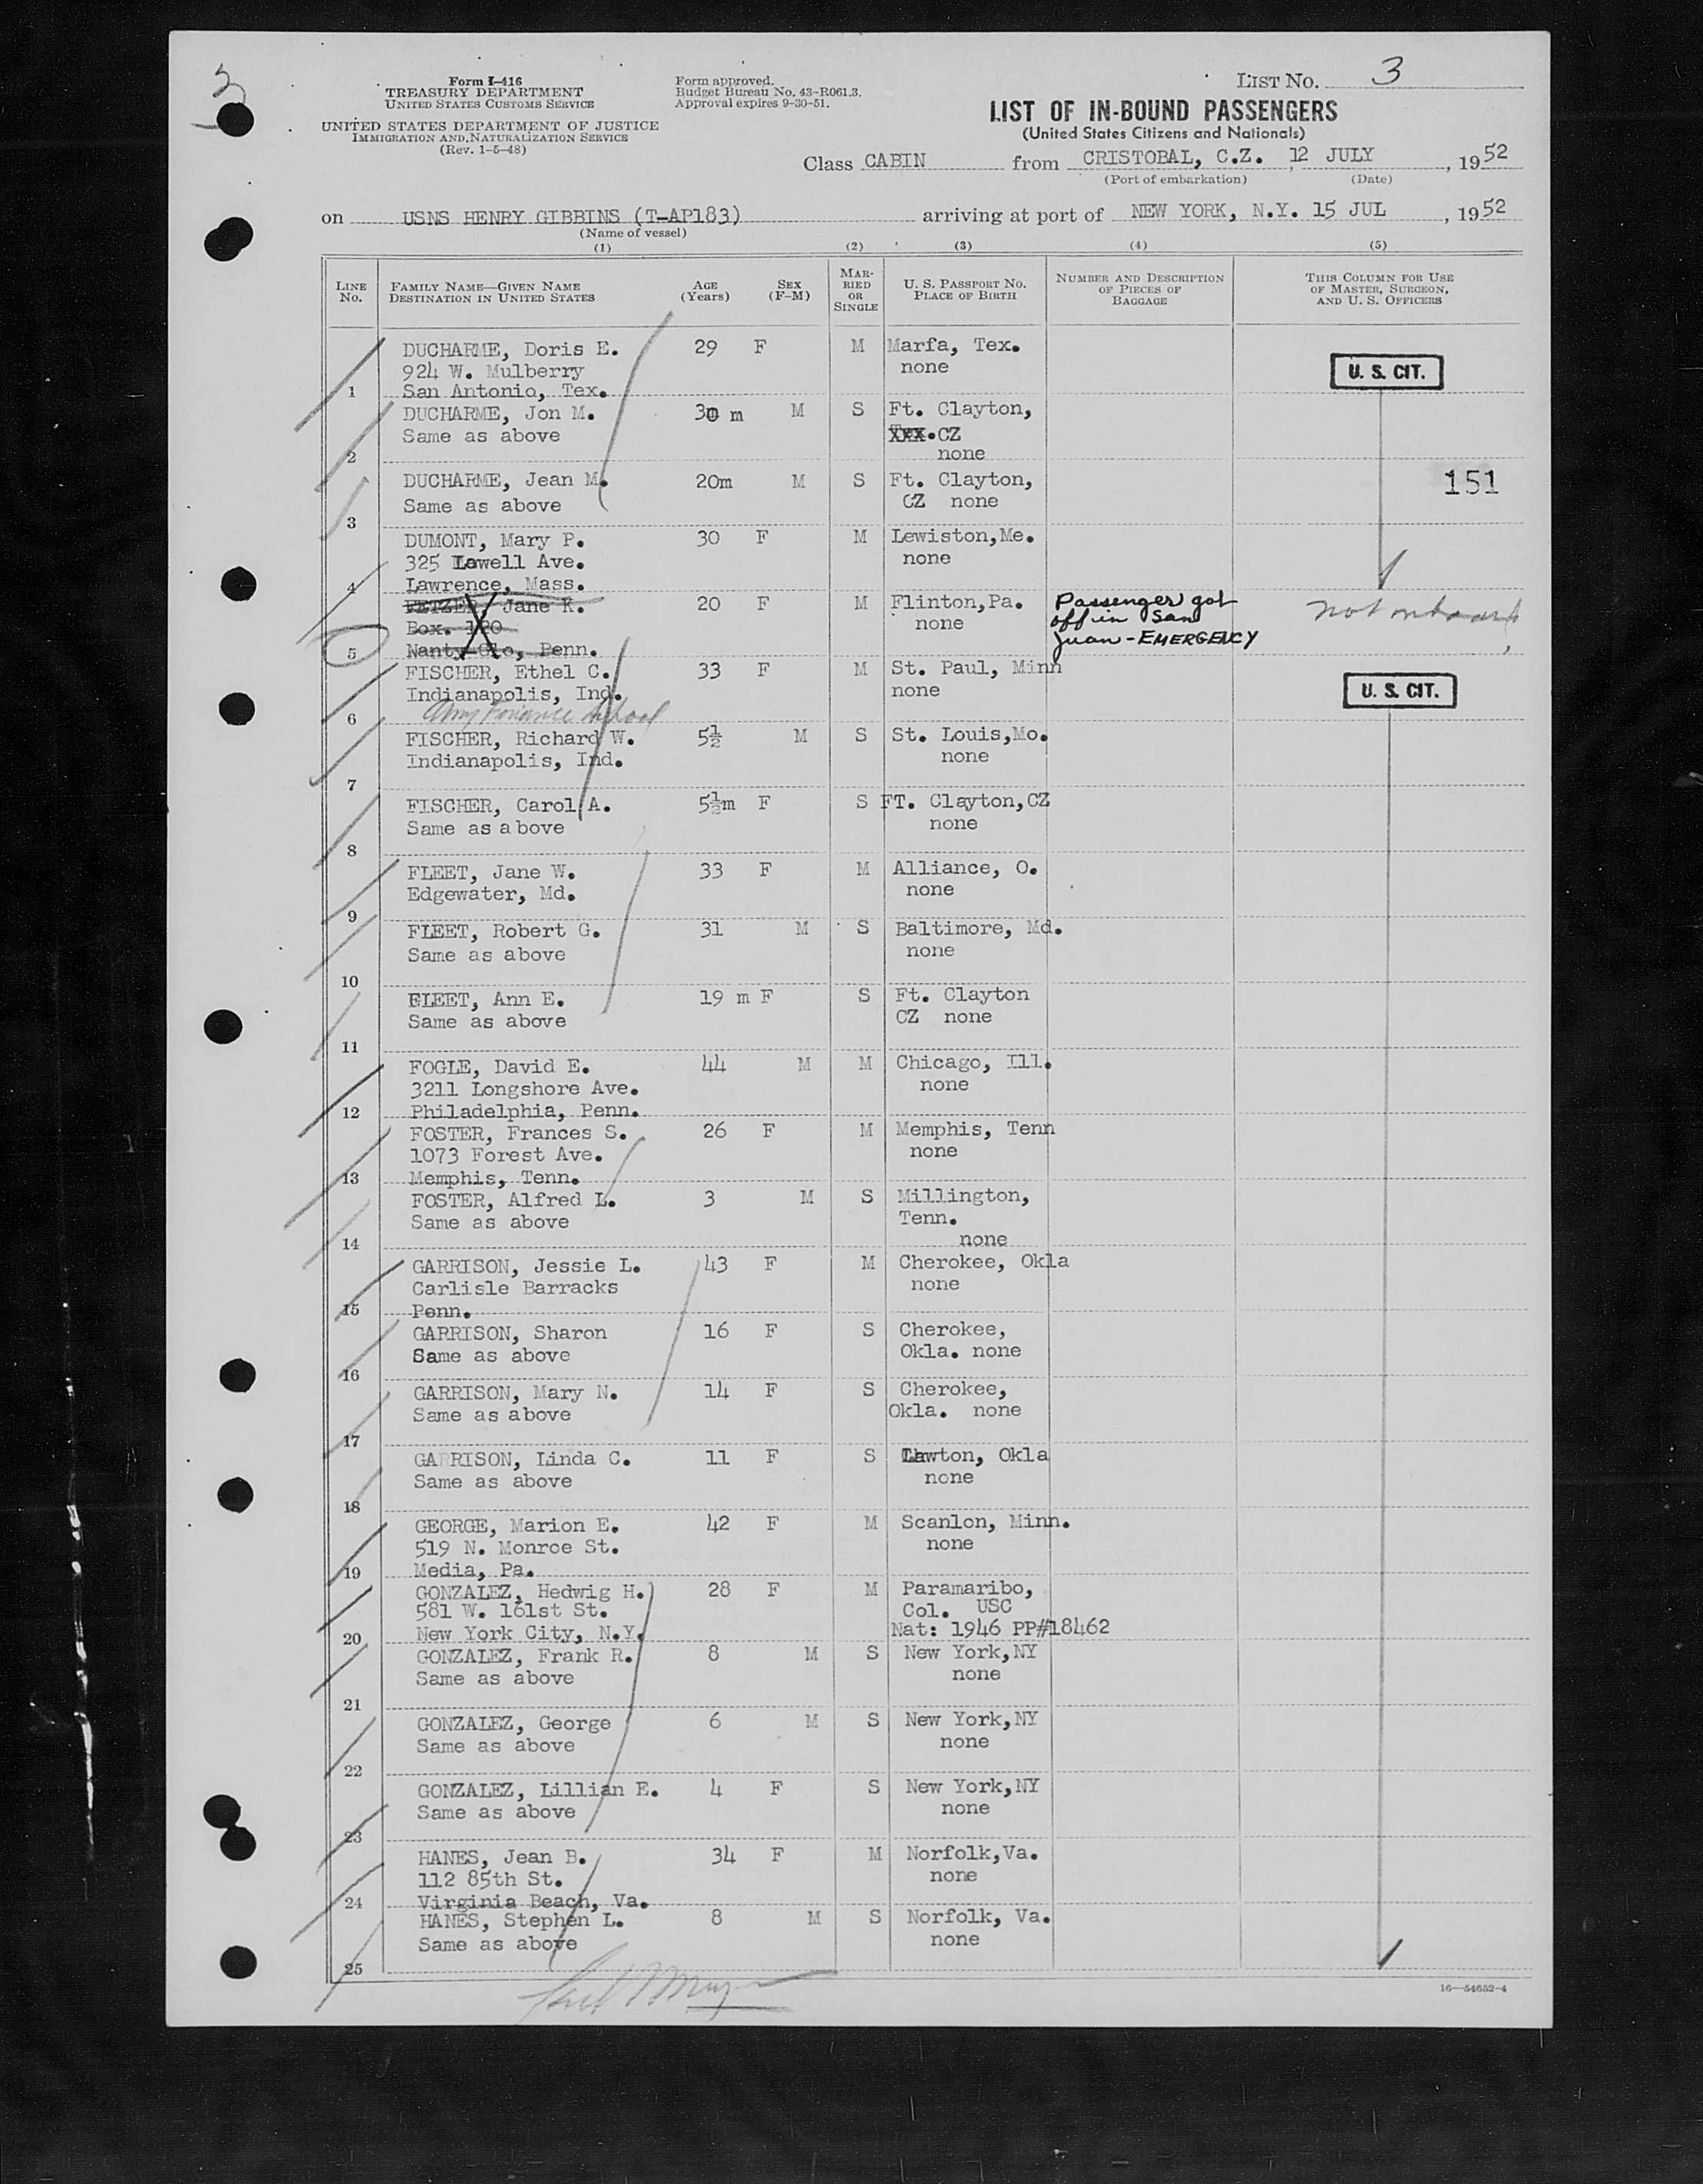 3
Form I-416
TREASURY DEPARTMENT
UNITED STATES CUSTOMS SERVICE
UNITED STATES DEPARTMENT OF JUSTICE
IMMIGRATION AND NATURALIZATION SERVICE
(Rev. 1-5-48)
Form approved.
Budget Bureau No. 43-R061.3.
Approval expires 9-30-51.
LIST No. 3
LIST OF IN-BOUND PASSENGERS
(United States Citizens and Nationals)
Class CABIN from CRISTOBAL, C.Z. 12 JULY, 1952
(Port of embarkation) (Date)
on USNS HENRY GIBBINS (T-AP183) arriving at port of NEW YORK, N.Y. 15 JUL, 1952
(Name of vessel)
(1) (2) (3) (4) (5)
LINE No. FAMILY NAME—GIVEN NAME DESTINATION IN UNITED STATES AGE (Years) SEX (F-M) MARRIED OR SINGLE U. S. PASSPORT No. PLACE OF BIRTH NUMBER AND DESCRIPTION OF PIECES OF BAGGAGE THIS COLUMN FOR USE OF MASTER, SURGEON, AND U. S. OFFICERS
DUCHARME, Doris E. 29 F M Marfa, Tex.
924 W. Mulberry none U. S. CIT.
1 San Antonio, Tex.
DUCHARME, Jon M. 30 m M S Ft. Clayton,
Same as above Tex. CZ
2 none
DUCHARME, Jean M. 20m M S Ft. Clayton, 151
Same as above CZ none
3
DUMONT, Mary P. 30 F M Lewiston,Me.
325 Lowell Ave. none
4 Lawrence, Mass.
FETZER, Jane K. 20 F M Flinton,Pa. Passenger got not onboard
Box. 120 none off in San
5 Nanty-Glo, Penn. Juan - EMERGENCY
FISCHER, Ethel C. 33 F M St. Paul, Minn
Indianapolis, Ind. none U. S. CIT.
6 Army Finance School
FISCHER, Richard W. 5½ M S St. Louis,Mo.
Indianapolis, Ind. none
7
FISCHER, Carol A. 5½m F S FT. Clayton,CZ
Same as above none
8
FLEET, Jane W. 33 F M Alliance, O.
Edgewater, Md. none
9
FLEET, Robert G. 31 M S Baltimore, Md.
Same as above none
10
FLEET, Ann E. 19 m F S Ft. Clayton
Same as above CZ none
11
FOGLE, David E. 44 M M Chicago, Ill.
3211 Longshore Ave. none
12 Philadelphia, Penn.
FOSTER, Frances S. 26 F M Memphis, Tenn
1073 Forest Ave. none
13 Memphis, Tenn.
FOSTER, Alfred L. 3 M S Millington,
Same as above Tenn.
14 none
GARRISON, Jessie L. 43 F M Cherokee, Okla
Carlisle Barracks none
15 Penn.
GARRISON, Sharon 16 F S Cherokee,
Same as above Okla. none
16
GARRISON, Mary N. 14 F S Cherokee,
Same as above Okla. none
17
GARRISON, Linda C. 11 F S Lawton, Okla
Same as above none
18
GEORGE, Marion E. 42 F M Scanlon, Minn.
519 N. Monroe St. none
19 Media, Pa.
GONZALEZ, Hedwig H. 28 F M Paramaribo,
581 W. 161st St. Col. USC
20 New York City, N.Y. Nat: 1946 PP#18462
GONZALEZ, Frank R. 8 M S New York,NY
Same as above none
21
GONZALEZ, George 6 M S New York,NY
Same as above none
22
GONZALEZ, Lillian E. 4 F S New York,NY
Same as above none
23
HANES, Jean B. 34 F M Norfolk,Va.
112 85th St. none
24 Virginia Beach, Va.
HANES, Stephen L. 8 M S Norfolk, Va.
Same as above none
25
16—54652-4